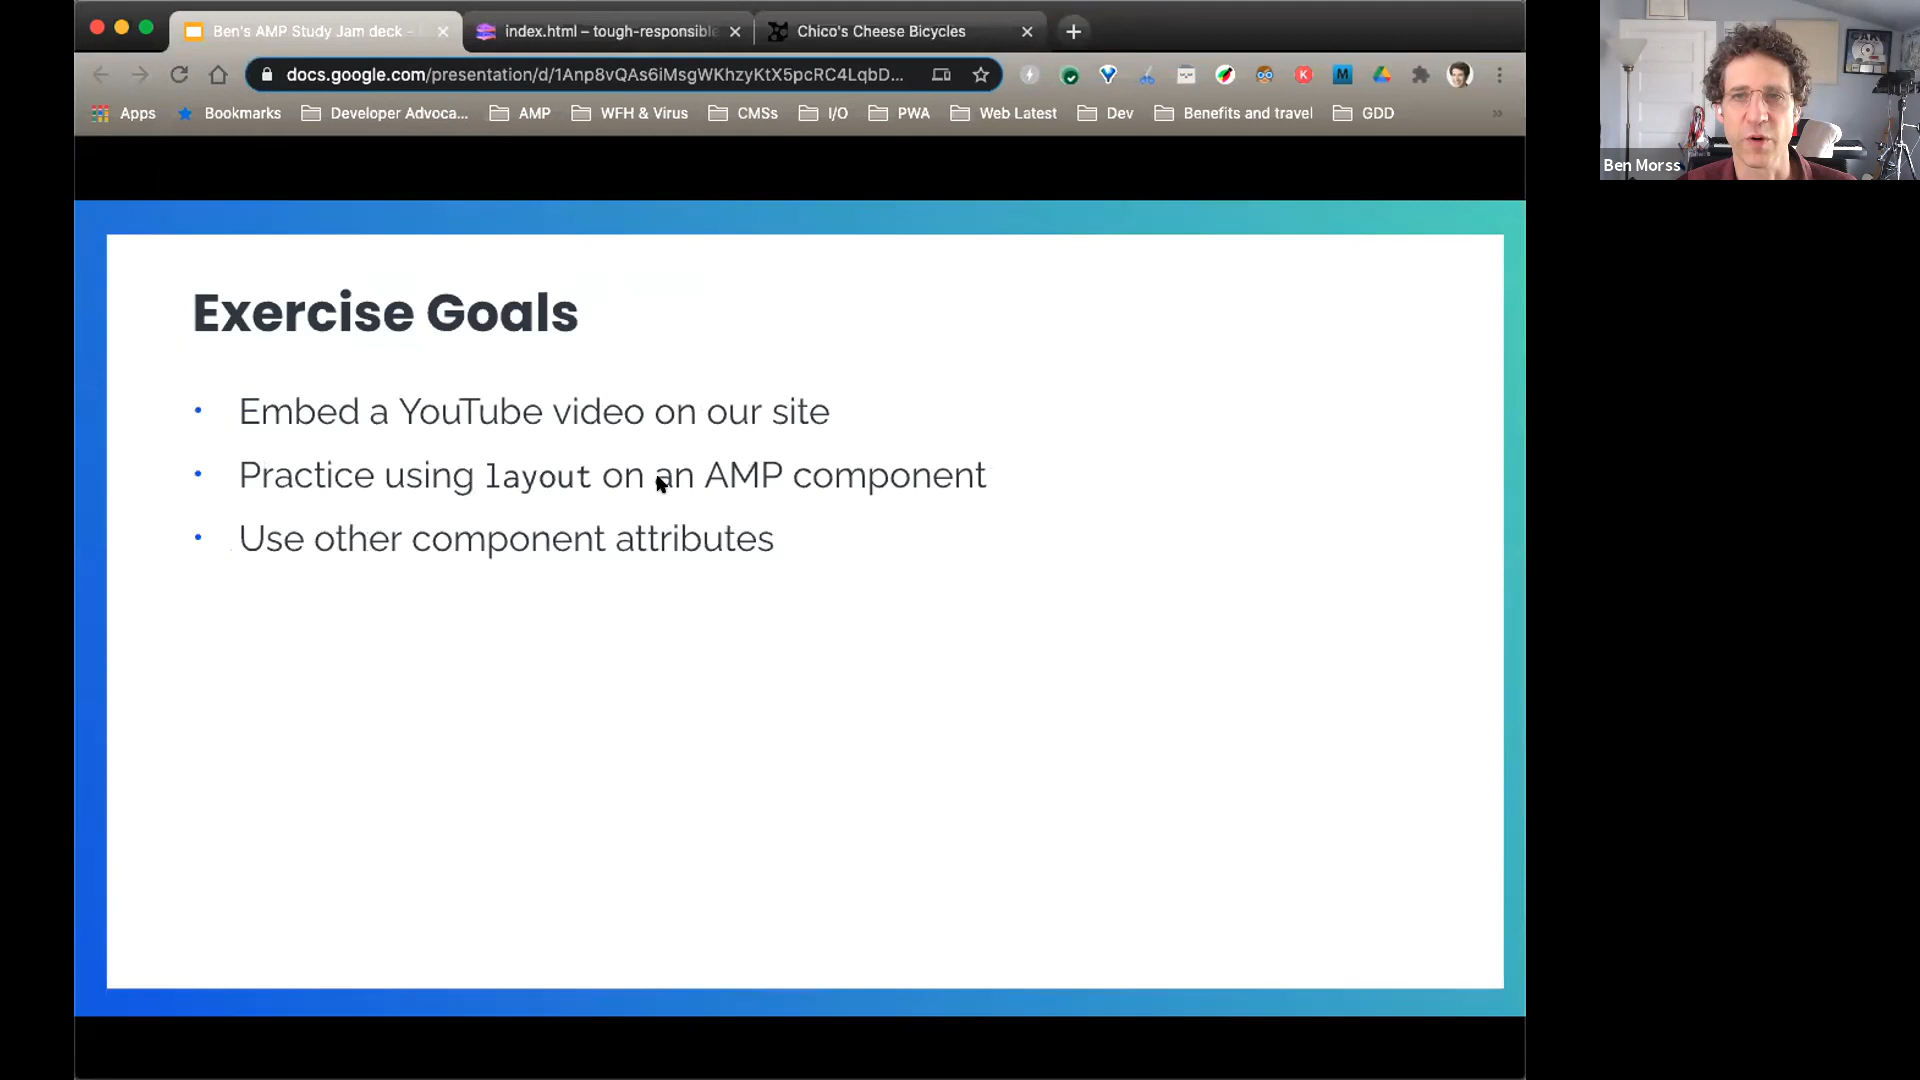 Ben's AMP Study Jam deck -
index.html – tough-responsible
Chico's Cheese Bicycles
docs.google.com/presentation/d/1Anp8vQAs6iMsgWKhzyKtX5pcRC4LqbD...
Apps
Bookmarks
Developer Advoca...
AMP
WFH & Virus
CMSs
I/O
PWA
Web Latest
Dev
Benefits and travel
GDD
»
Ben Morss
Exercise Goals
• Embed a YouTube video on our site
• Practice using layout on an AMP component
• Use other component attributes